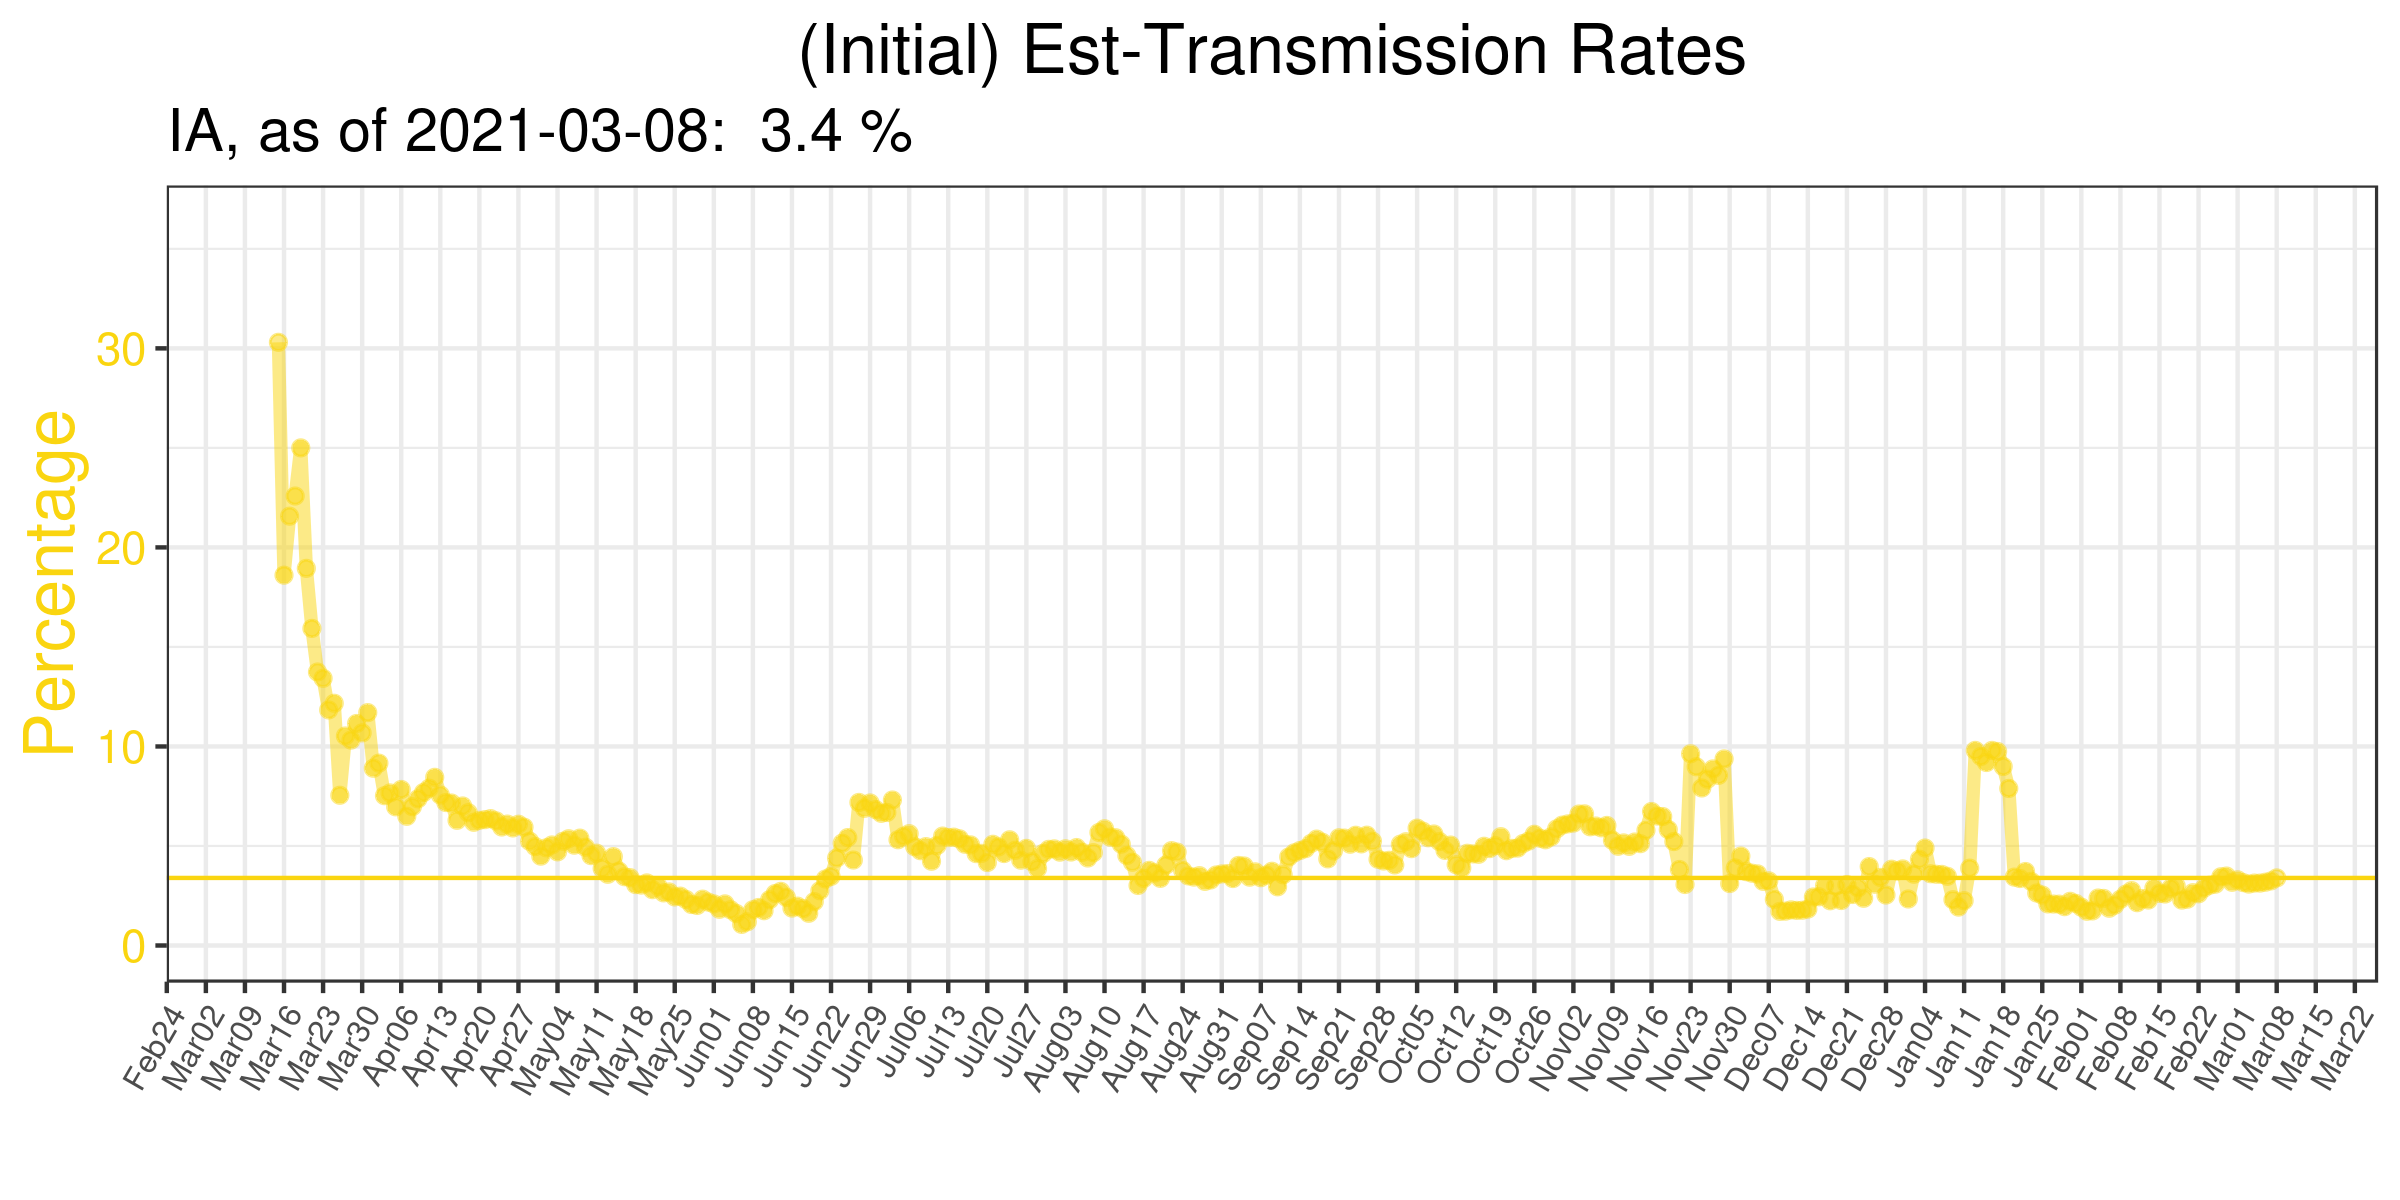 (Initial) Est-Transmission Rates
IA, as of 2021-03-08:  3.4 %
Percentage
30
20
10
0
Feb24
Mar02
Mar09
Mar16
Mar23
Mar30
Apr06
Apr13
Apr20
Apr27
May04
May11
May18
May25
Jun01
Jun08
Jun15
Jun22
Jun29
Jul06
Jul13
Jul20
Jul27
Aug03
Aug10
Aug17
Aug24
Aug31
Sep07
Sep14
Sep21
Sep28
Oct05
Oct12
Oct19
Oct26
Nov02
Nov09
Nov16
Nov23
Nov30
Dec07
Dec14
Dec21
Dec28
Jan04
Jan11
Jan18
Jan25
Feb01
Feb08
Feb15
Feb22
Mar01
Mar08
Mar15
Mar22